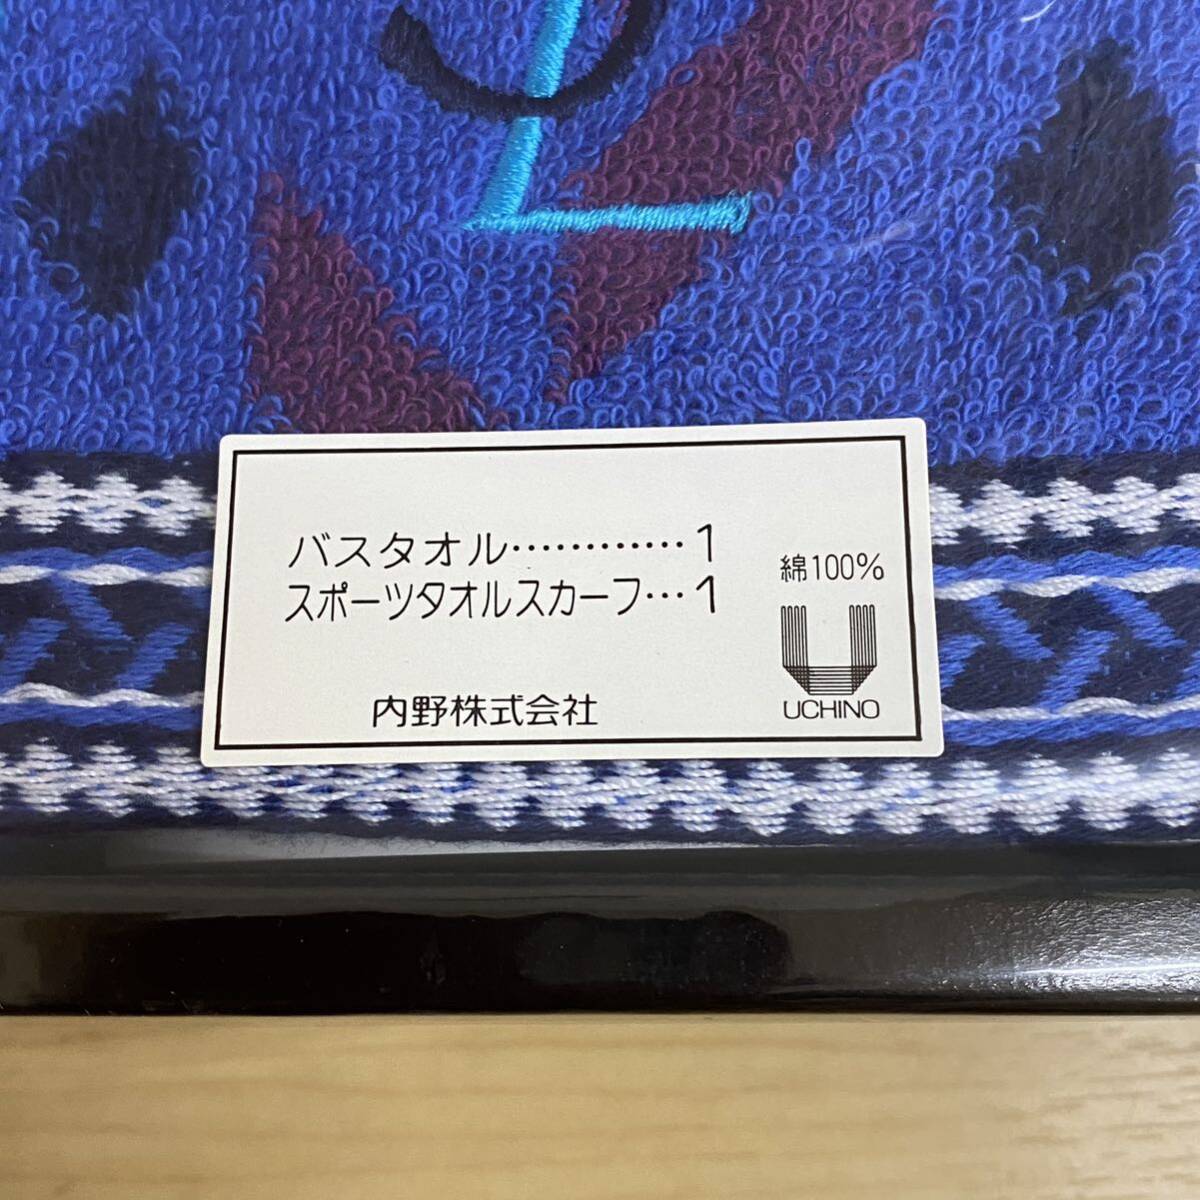 バスタオル…………1
スポーツタオルスカーフ…1
綿100%
内野株式会社
UCHINO